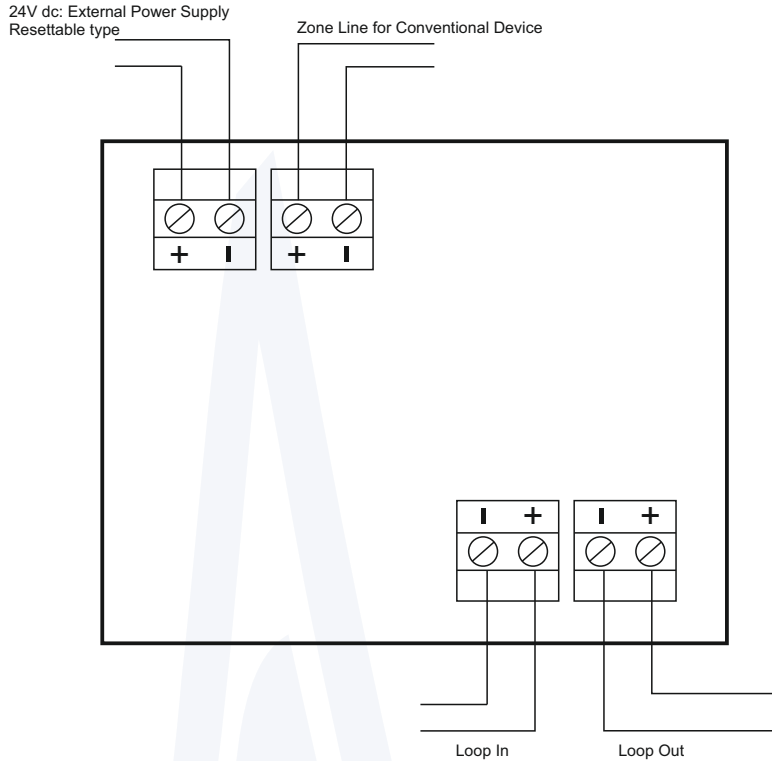 24V dc: External Power Supply
Resettable type
Zone Line for Conventional Device
+ I + I
I + I +
Loop In Loop Out